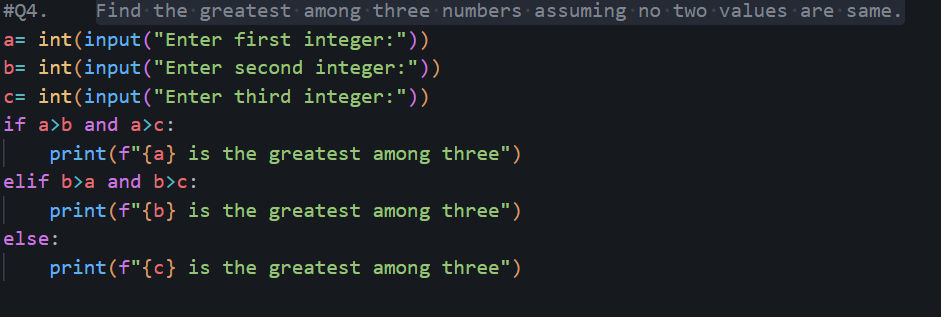 #Q4.    Find the greatest among three numbers assuming no two values are same.
a= int(input("Enter first integer:"))
b= int(input("Enter second integer:"))
c= int(input("Enter third integer:"))
if a>b and a>c:
    print(f"{a} is the greatest among three")
elif b>a and b>c:
    print(f"{b} is the greatest among three")
else:
    print(f"{c} is the greatest among three")